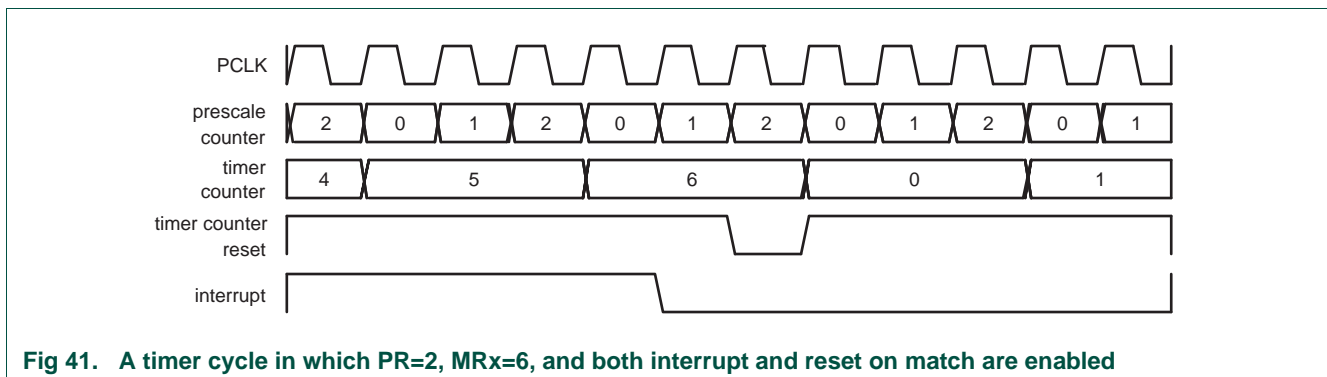 PCLK
prescale
counter
2 0 1 2 0 1 2 0 1 2 0 1
timer
counter
4 5 6 0 1
timer counter
reset
interrupt
Fig 41. A timer cycle in which PR=2, MRx=6, and both interrupt and reset on match are enabled